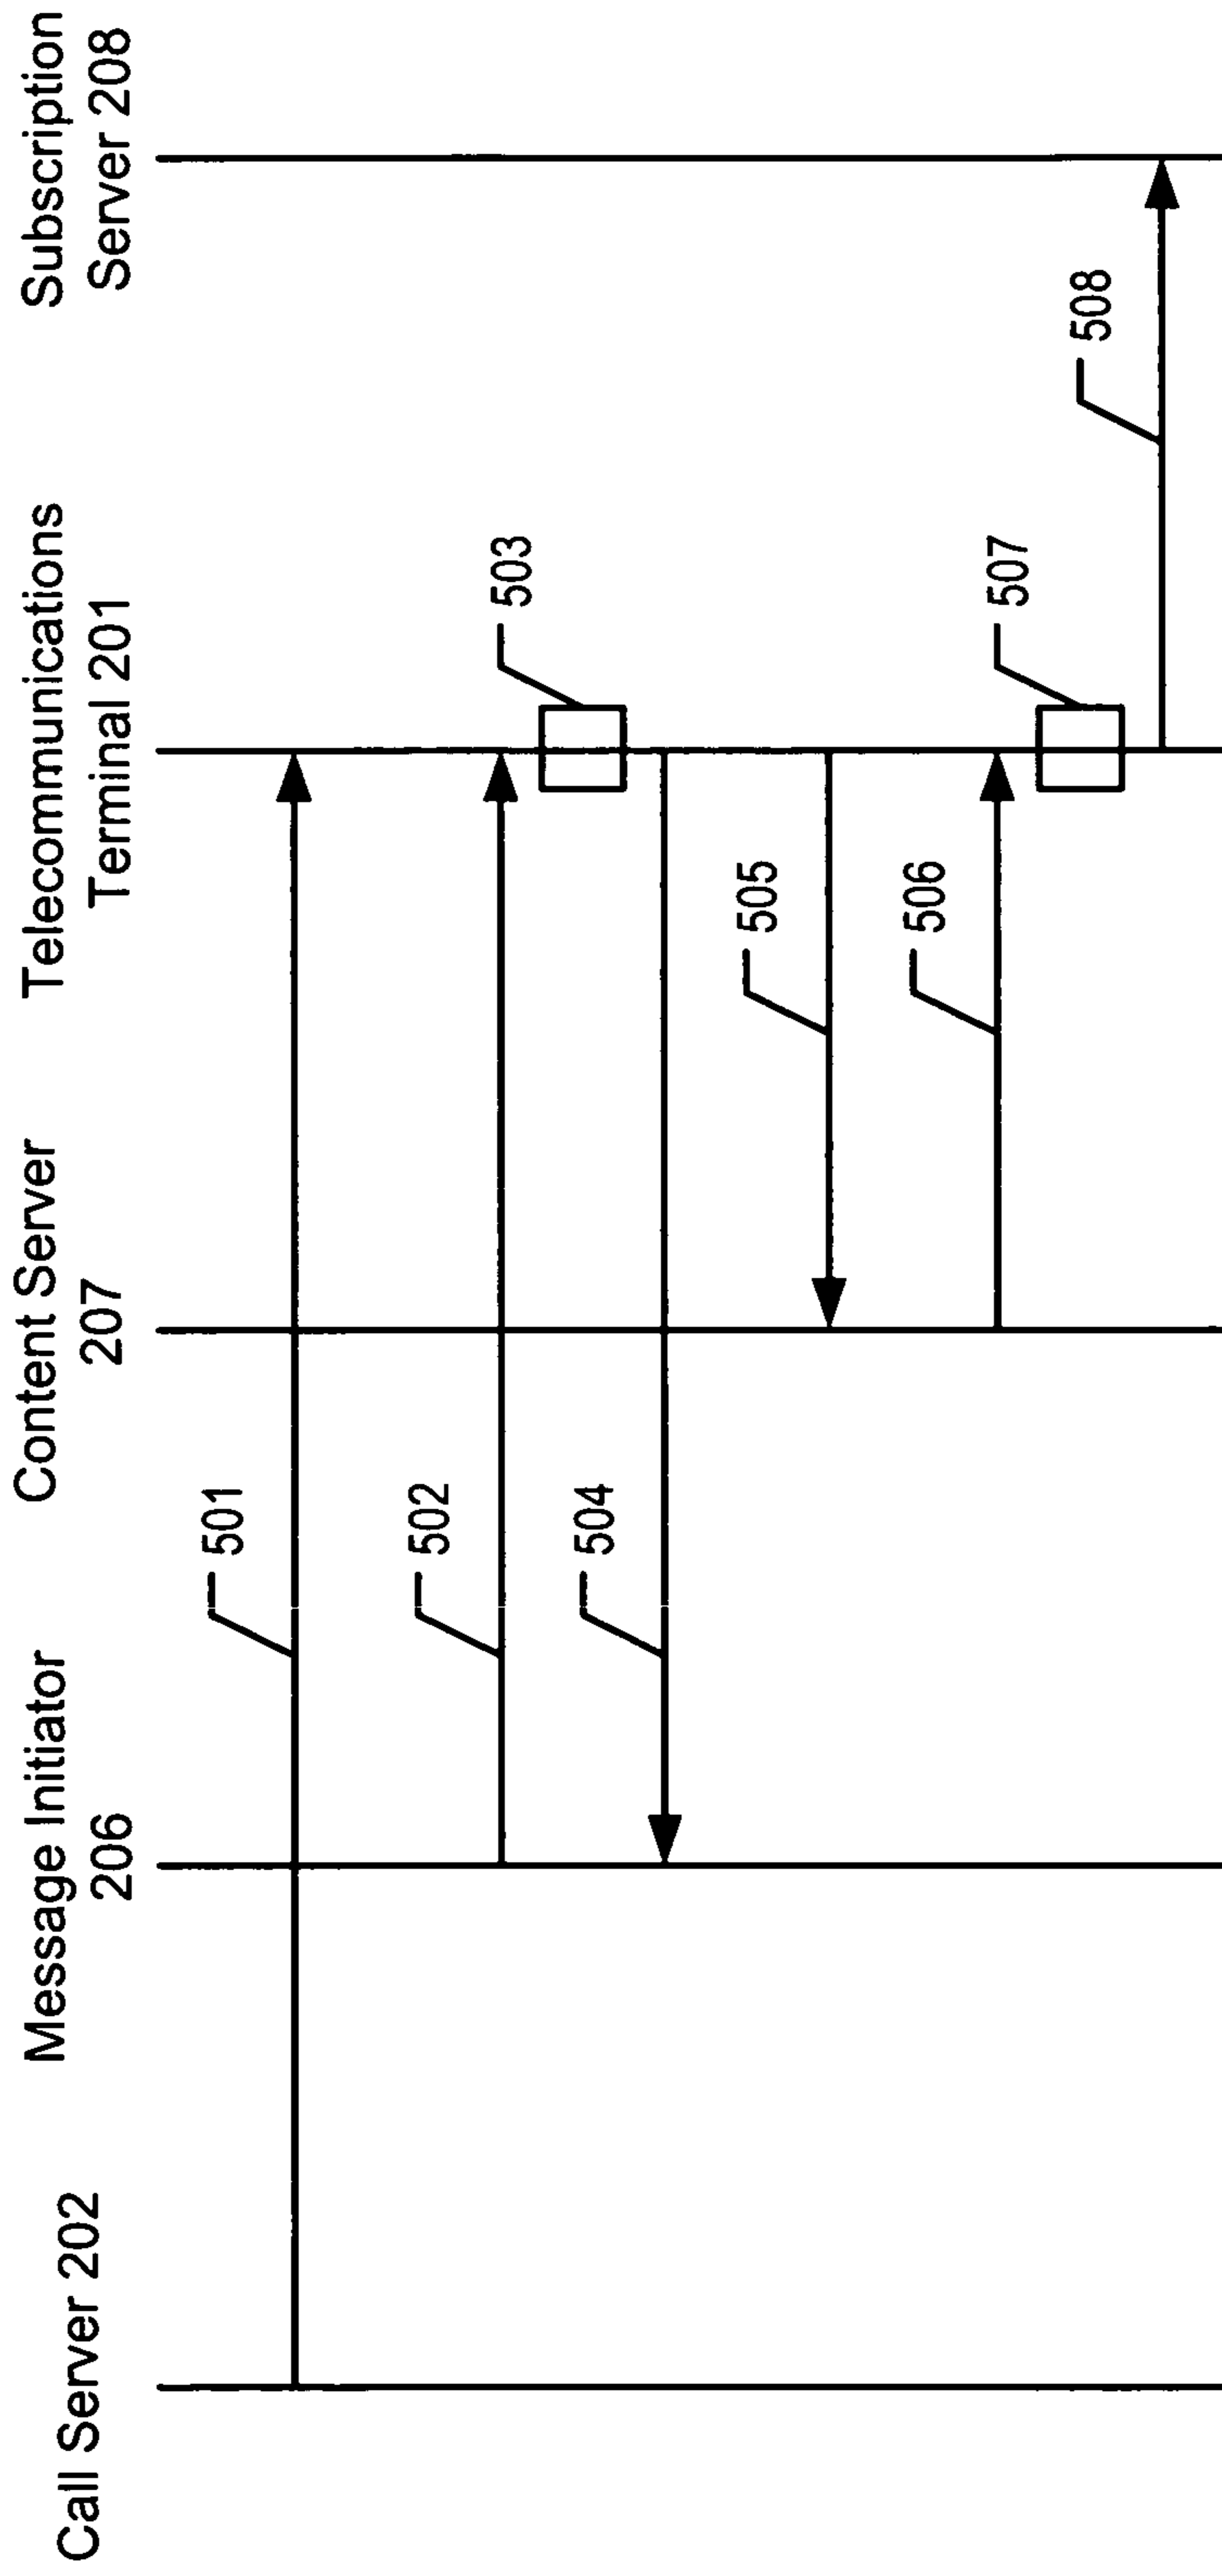 Call Server 202
Message Initiator
206
Content Server
207
Telecommunications
Terminal 201
Subscription
Server 208
501
502
503
504
505
506
507
508